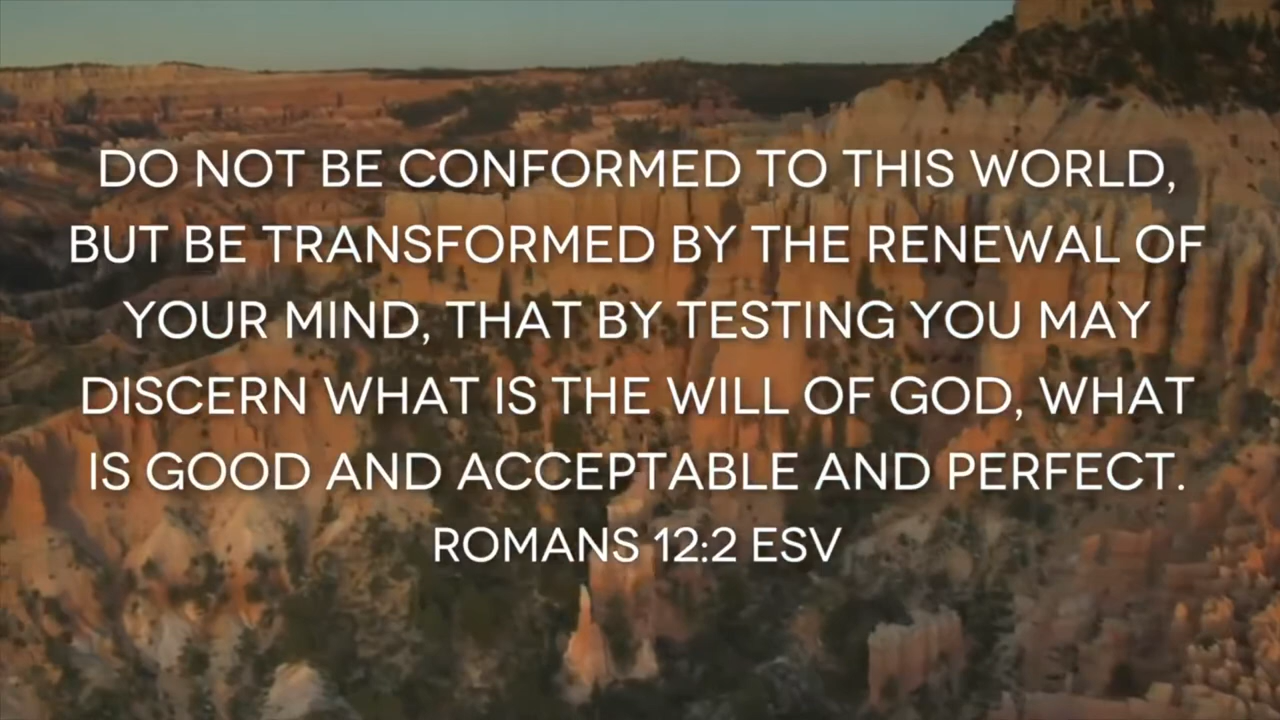 DO NOT BE CONFORMED TO THIS WORLD,
BUT BE TRANSFORMED BY THE RENEWAL OF
YOUR MIND, THAT BY TESTING YOU MAY
DISCERN WHAT IS THE WILL OF GOD, WHAT
IS GOOD AND ACCEPTABLE AND PERFECT.
ROMANS 12:2 ESV